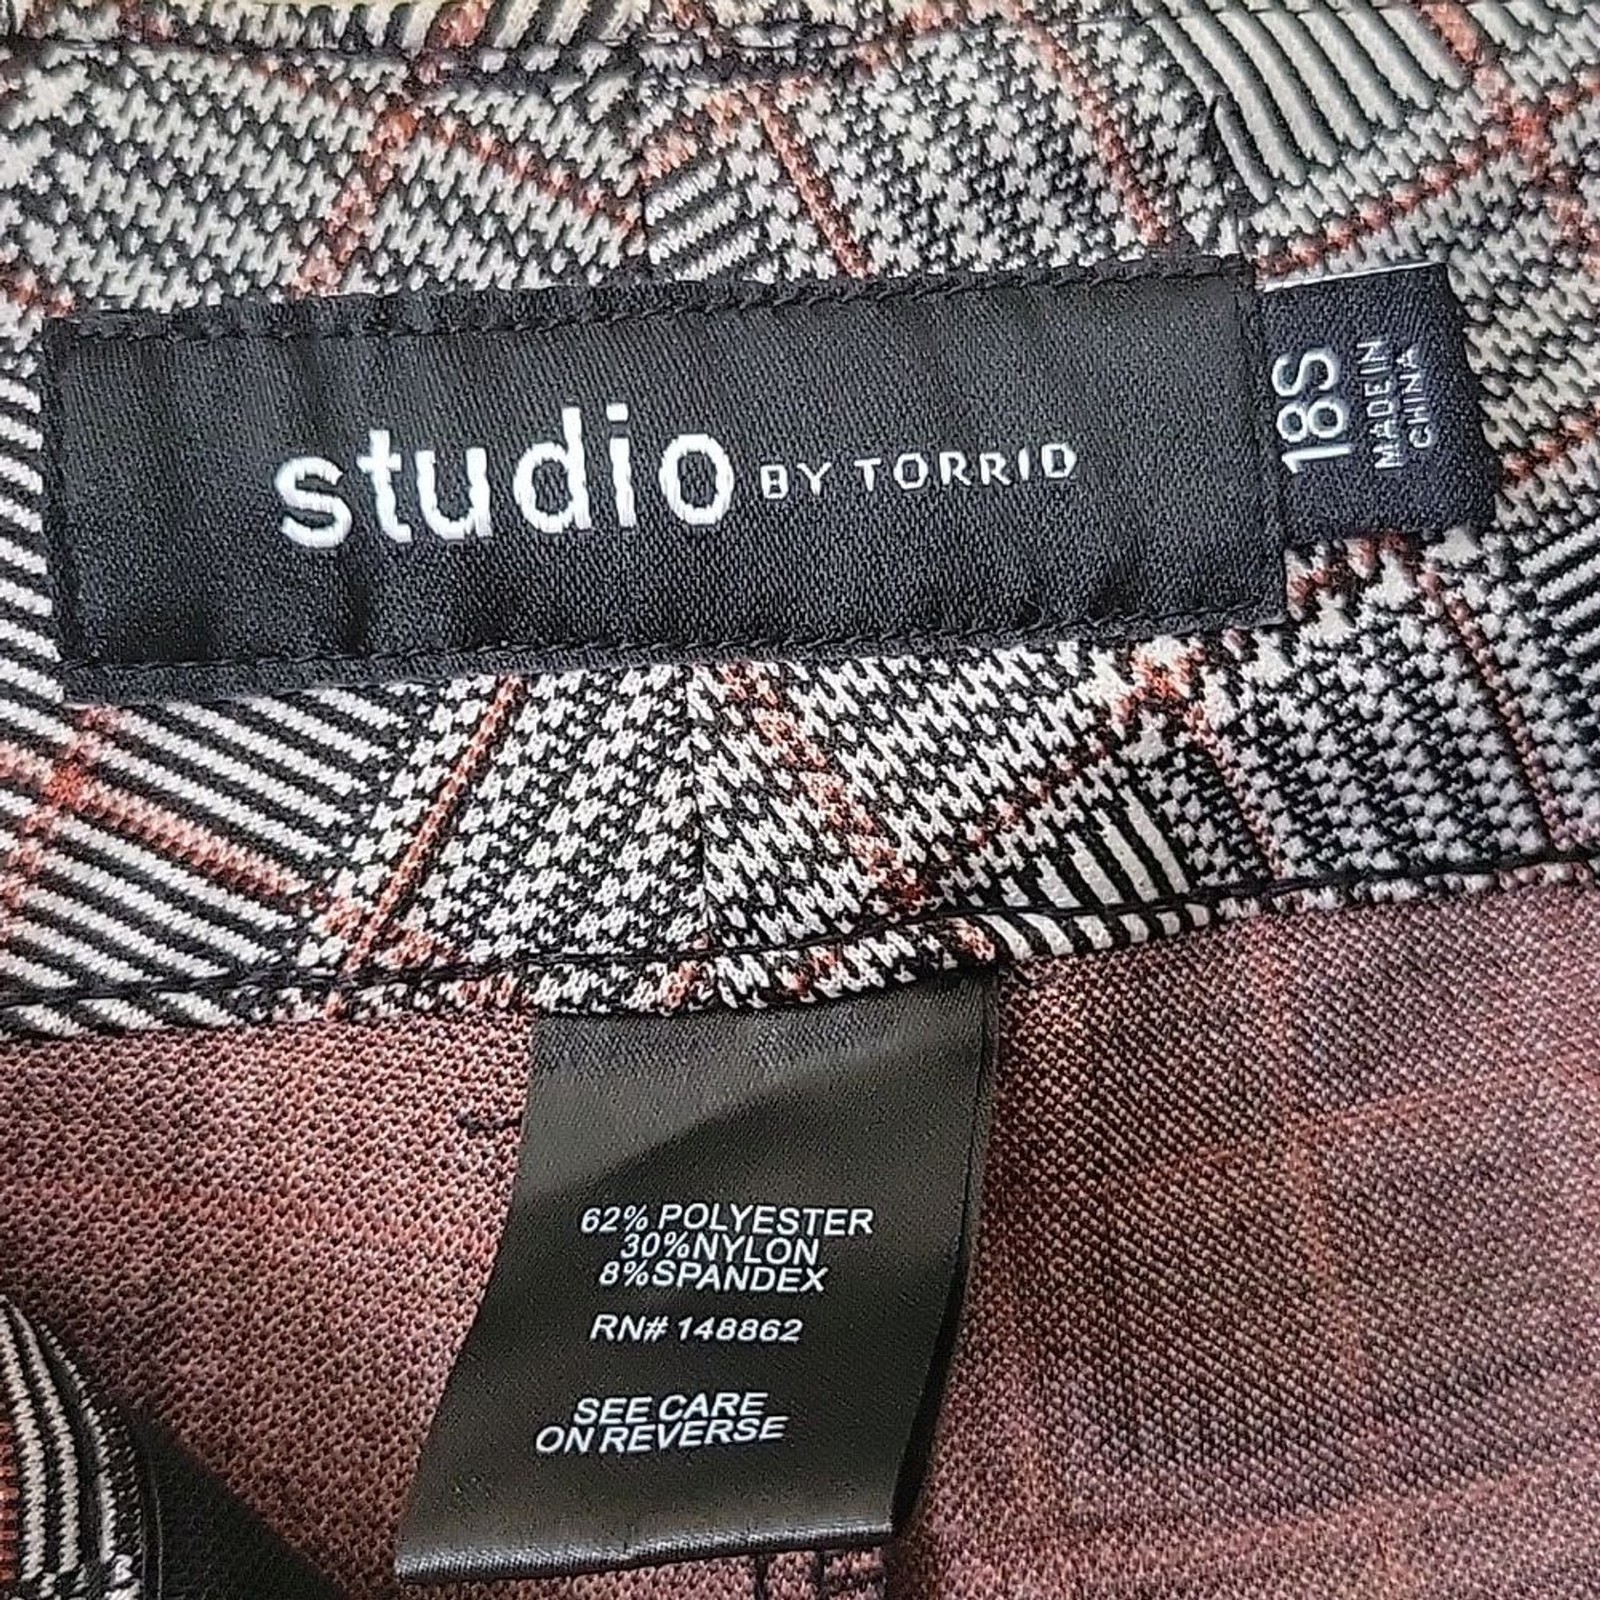 studio BY TORRID
18S
MADE IN
CHINA
62% POLYESTER
30%NYLON
8%SPANDEX
RN# 148862
SEE CARE
ON REVERSE